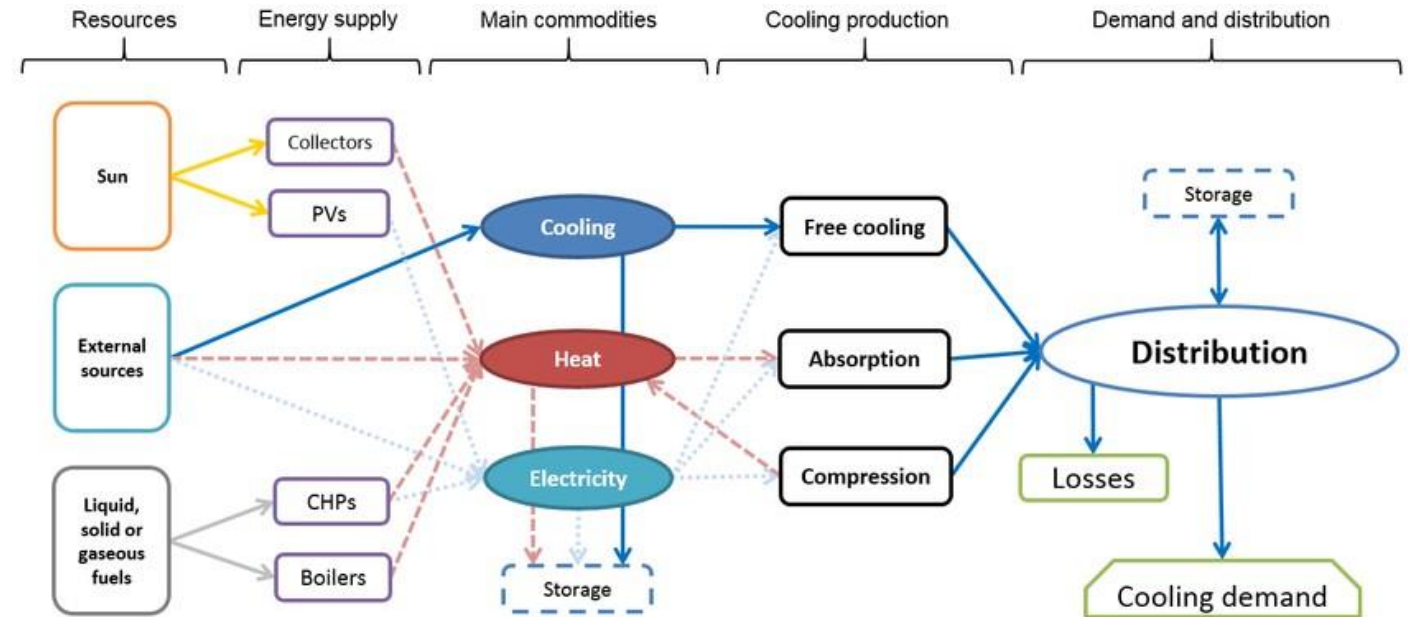 Resources
Energy supply
Main commodities
Cooling production
Demand and distribution
Sun
Collectors
PVs
Cooling
Free cooling
Storage
External
sources
Heat
Absorption
Distribution
Liquid,
solid or
gaseous
fuels
CHPs
Boilers
Electricity
Compression
Losses
Storage
Cooling demand